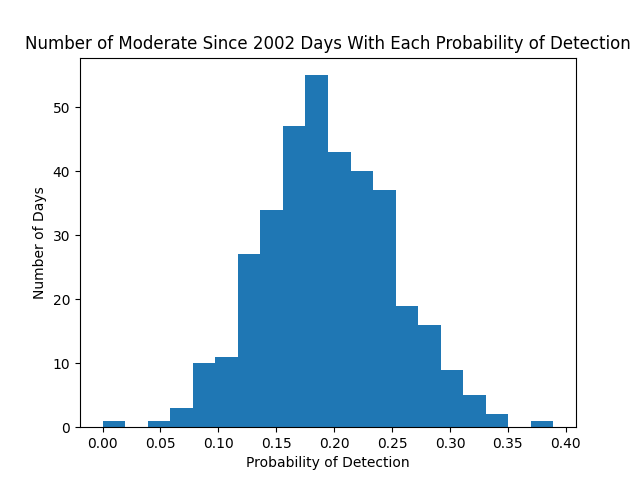 Number of Moderate Since 2002 Days With Each Probability of Detection
50
40
30
20
10
0
Number of Days
0.00 0.05 0.10 0.15 0.20 0.25 0.30 0.35 0.40
Probability of Detection